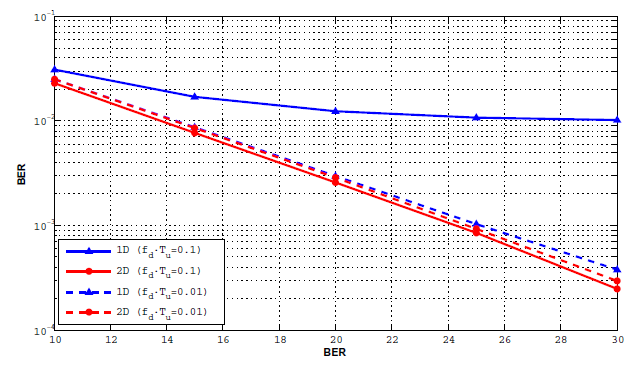 10⁻¹
10⁻²
10⁻³
10⁻⁴
BER
1D (f_d·T_u=0.1)
2D (f_d·T_u=0.1)
1D (f_d·T_u=0.01)
2D (f_d·T_u=0.01)
10 12 14 16 18 20 22 24 26 28 30
BER